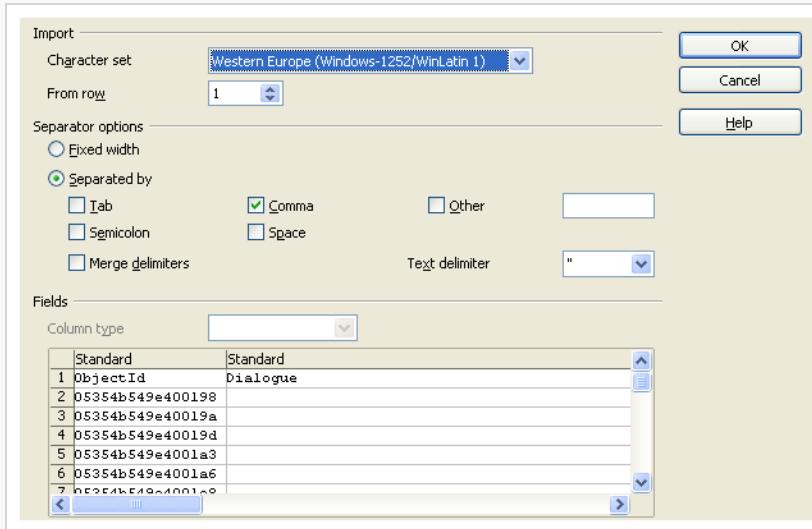 Import
OK
Character set Western Europe (Windows-1252/WinLatin 1)
Cancel
From row 1
Help
Separator options
Fixed width
Separated by
Tab Comma Other
Semicolon Space
Merge delimiters Text delimiter "
Fields
Column type
Standard Standard
1 ObjectId Dialogue
2 05354b549e400198
3 05354b549e40019a
4 05354b549e40019d
5 05354b549e4001a3
6 05354b549e4001a6
7 05354b549e4001a8